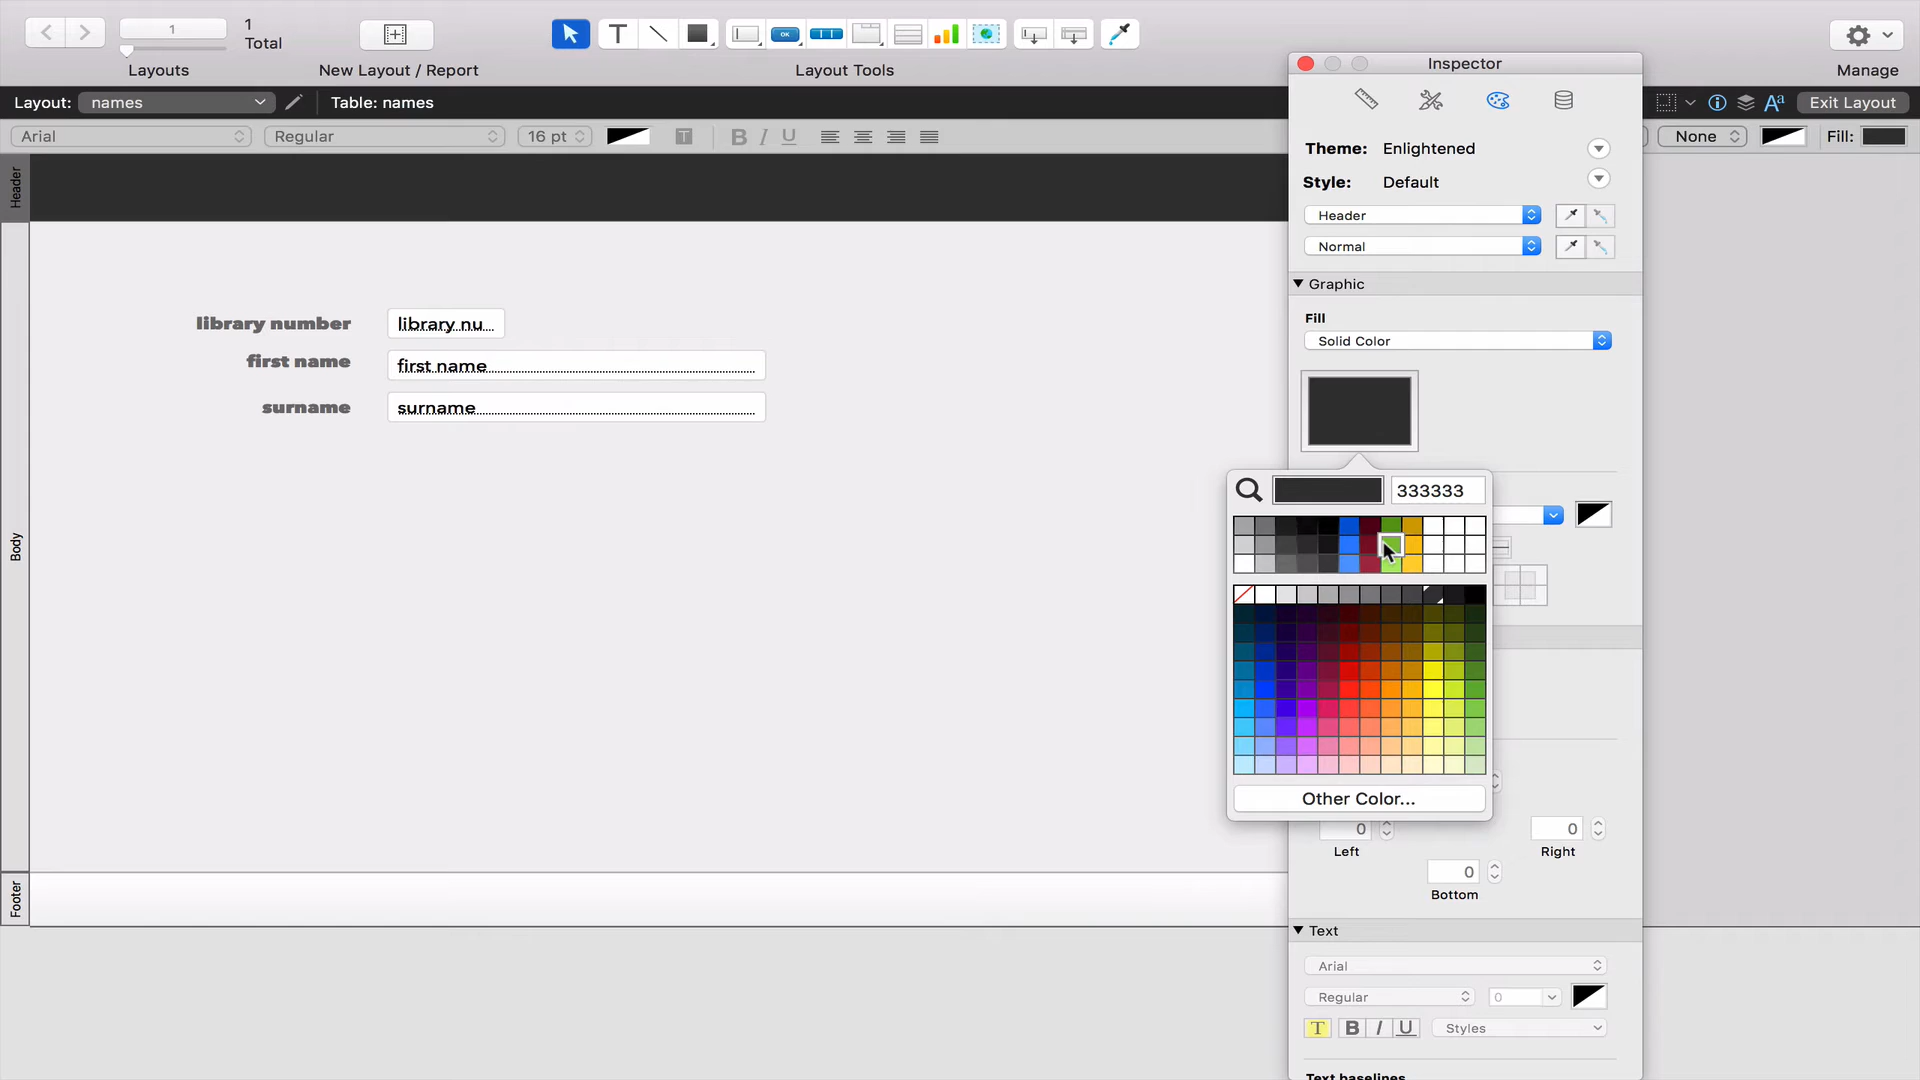 1
1
Total
Layouts
New Layout / Report
OK
Layout Tools
Manage
Inspector
Layout: names
Table: names
Exit Layout
Arial
Regular
16 pt
T
B I U
None
Fill:
Header
Body
Footer
library number
library nu...
first name
first name
surname
surname
Theme: Enlightened
Style: Default
Header
Normal
Graphic
Fill
Solid Color
333333
Other Color...
0
Left
0
Right
0
Bottom
Text
Arial
Regular
0
T B I U
Styles
Text baselines